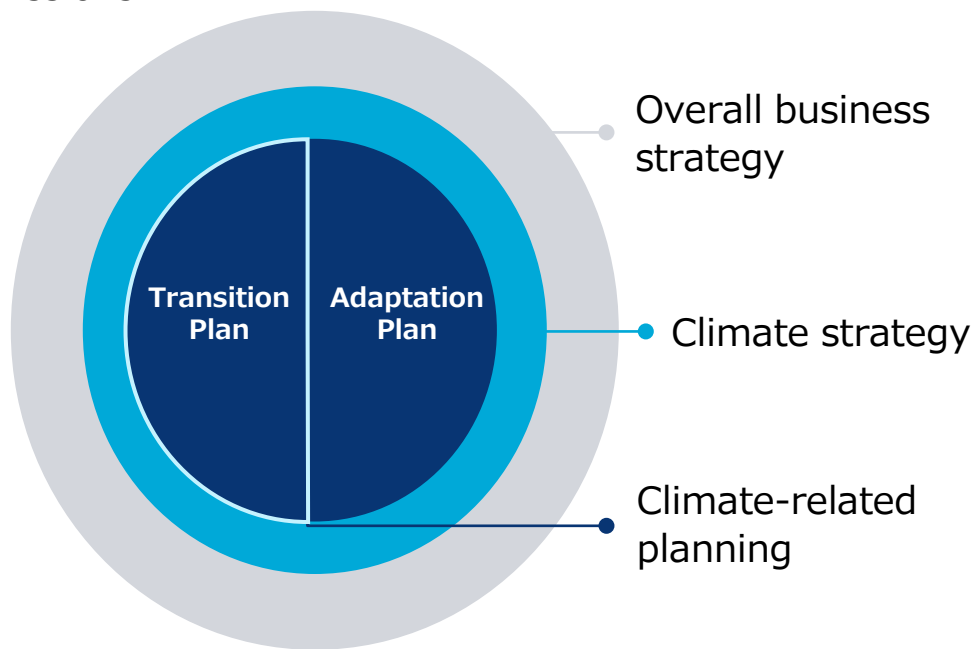 Overall business
strategy
Transition
Plan
Adaptation
Plan
Climate strategy
Climate-related
planning